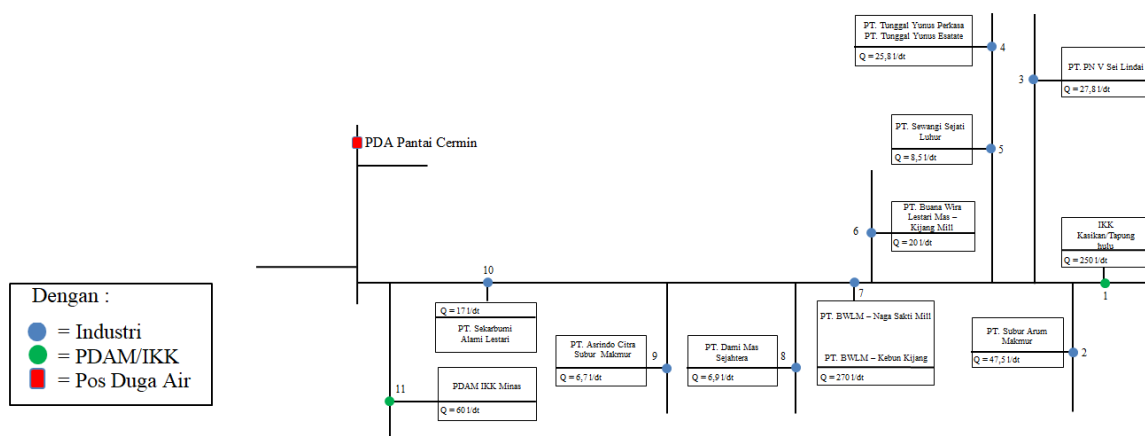 PT. Tunggal Yunus Perkasa
PT. Tunggal Yunus Esatate
Q = 25,8 l/dt
4
3
PT. PN V Sei Lindai
Q = 27,8 l/dt
PDA Pantai Cermin
PT. Sewangi Sejati
Luhur
Q = 8,5 l/dt
5
PT. Buana Wira
Lestari Mas –
Kijang Mill
Q = 20 l/dt
6
IKK
Kasikan/Tapung
hulu
Q = 250 l/dt
1
10
Q = 17 l/dt
PT. Sekarbumi
Alami Lestari
7
PT. BWLM – Naga Sakti Mill
PT. BWLM – Kebun Kijang
Q = 270 l/dt
PT. Asrindo Citra
Subur Makmur
Q = 6,7 l/dt
9
PT. Dami Mas
Sejahtera
Q = 6,9 l/dt
8
PT. Subur Arum
Makmur
Q = 47,5 l/dt
2
11
PDAM IKK Minas
Q = 60 l/dt
Dengan :
= Industri
= PDAM/IKK
= Pos Duga Air